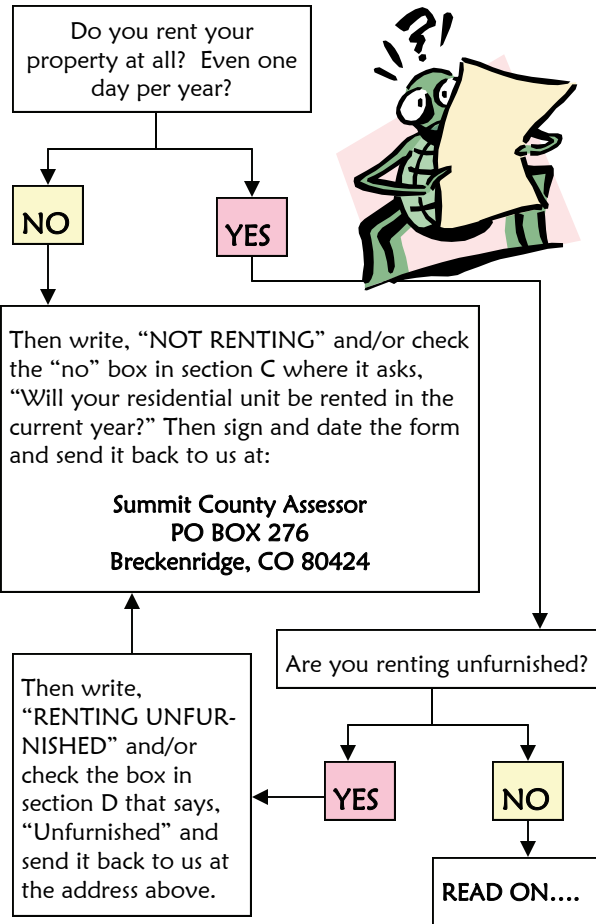 Do you rent your
property at all?  Even one
day per year?
?!
NO
YES
Then write, “NOT RENTING” and/or check
the “no” box in section C where it asks,
“Will your residential unit be rented in the
current year?” Then sign and date the form
and send it back to us at:
Summit County Assessor
PO BOX 276
Breckenridge, CO 80424
Are you renting unfurnished?
Then write,
“RENTING UNFUR-
NISHED” and/or
check the box in
section D that says,
“Unfurnished” and
send it back to us at
the address above.
YES
NO
READ ON....